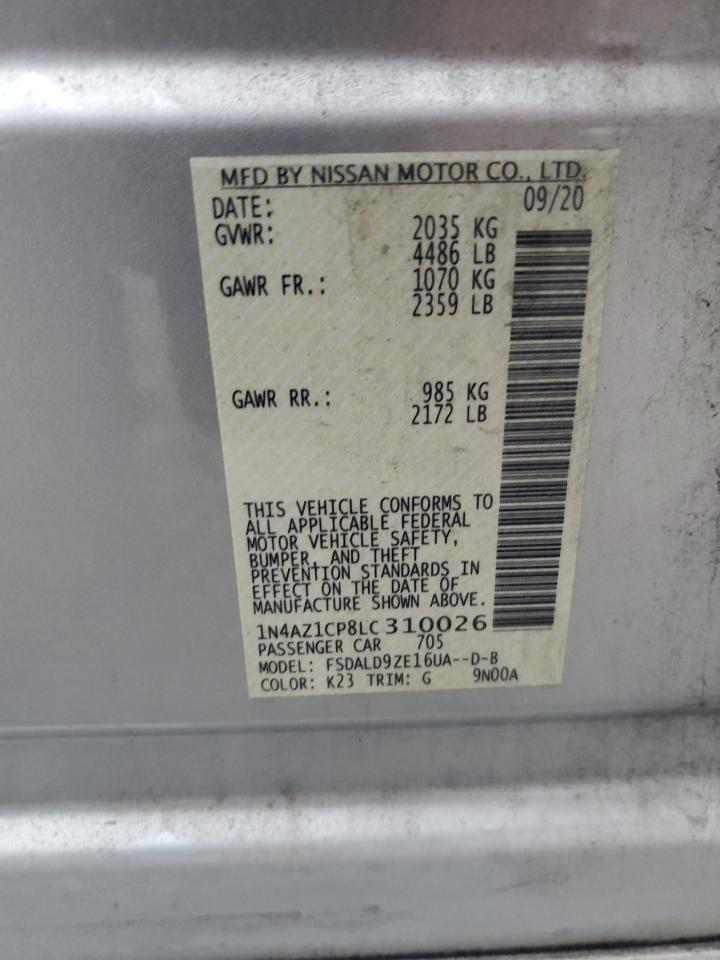 MFD BY NISSAN MOTOR CO., LTD.
DATE: 09/20
GVWR: 2035 KG
4486 LB
GAWR FR.: 1070 KG
2359 LB
GAWR RR.: 985 KG
2172 LB
THIS VEHICLE CONFORMS TO
ALL APPLICABLE FEDERAL
MOTOR VEHICLE SAFETY,
BUMPER, AND THEFT
PREVENTION STANDARDS IN
EFFECT ON THE DATE OF
MANUFACTURE SHOWN ABOVE.
1N4AZ1CP8LC310026
PASSENGER CAR 705
MODEL: FSDALD9ZE16UA--D-B
COLOR: K23 TRIM: G 9N00A